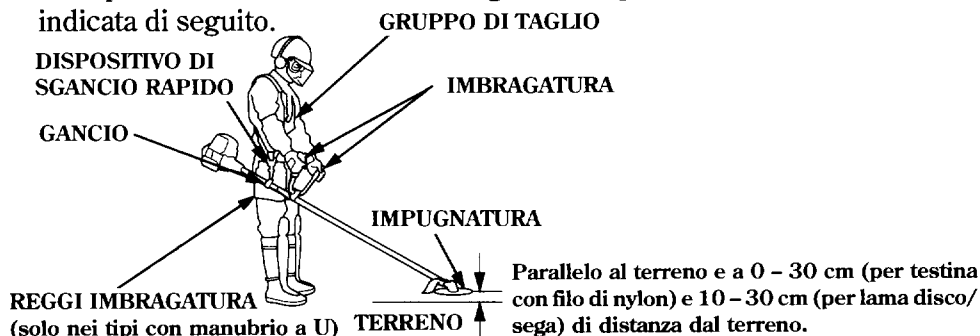 indicata di seguito.
GRUPPO DI TAGLIO
DISPOSITIVO DI
SGANCIO RAPIDO
IMBRAGATURA
GANCIO
IMPUGNATURA
Parallelo al terreno e a 0 – 30 cm (per testina
con filo di nylon) e 10 – 30 cm (per lama disco/
sega) di distanza dal terreno.
REGGI IMBRAGATURA
(solo nei tipi con manubrio a U)
TERRENO